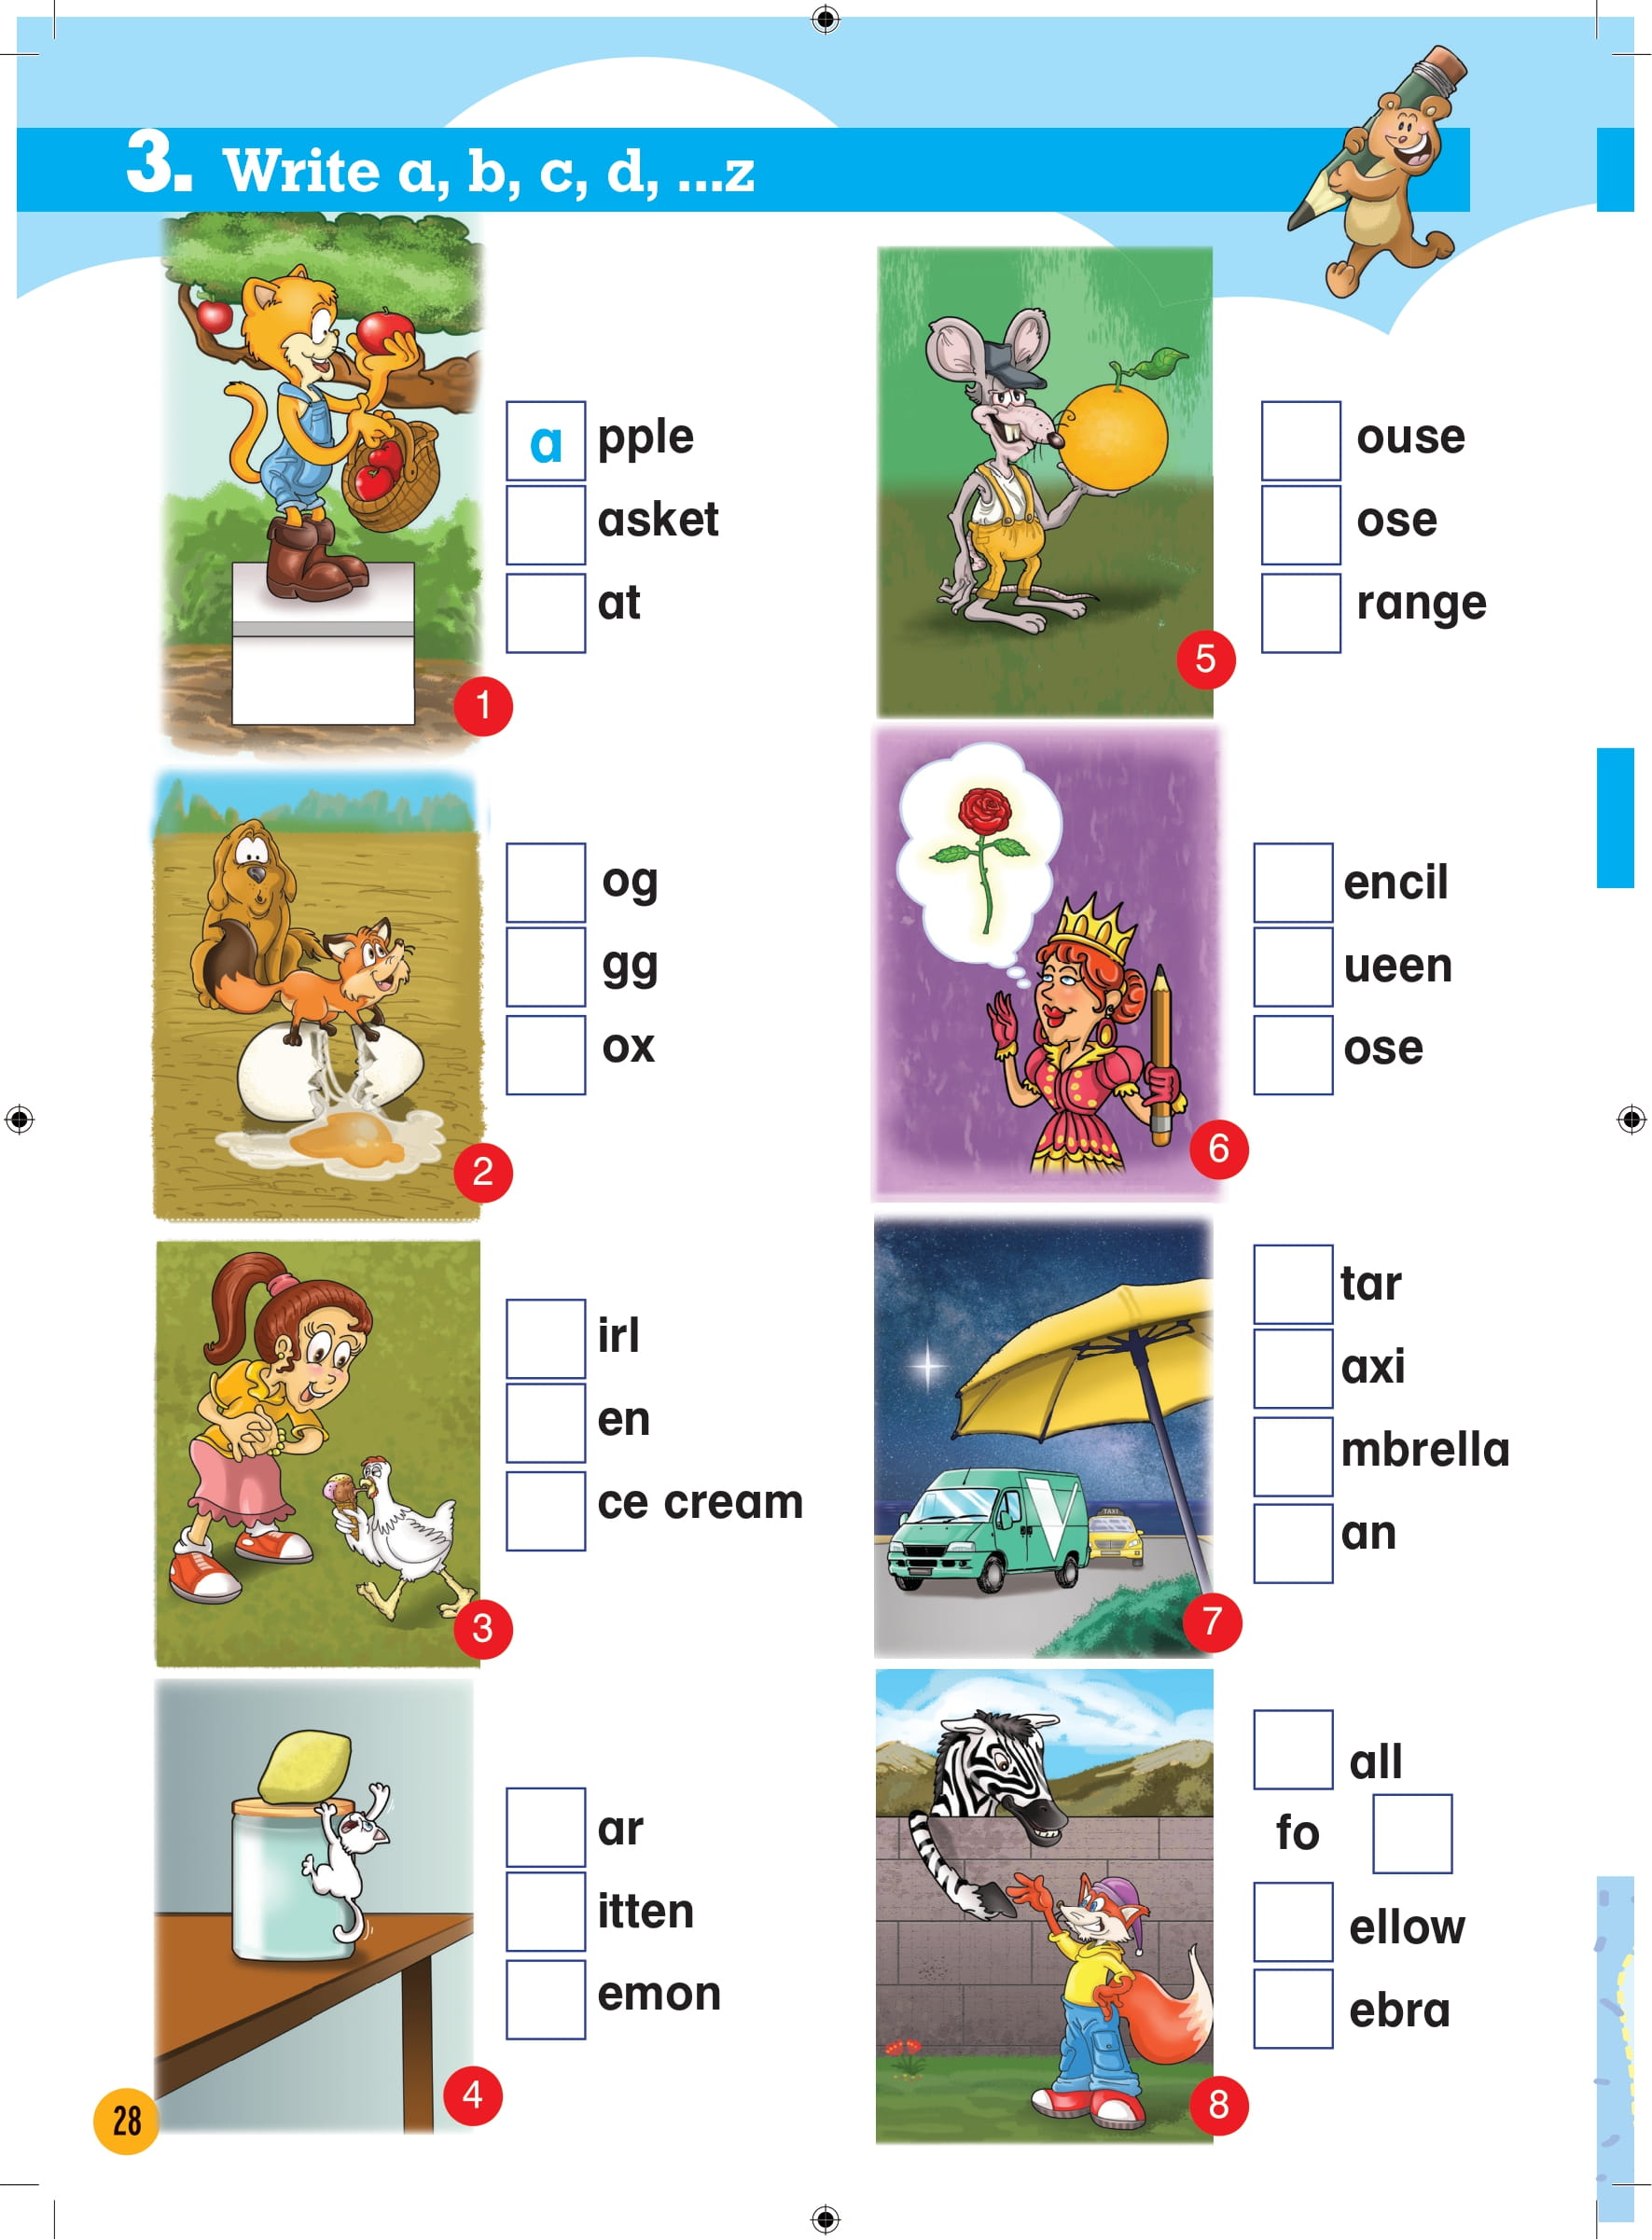 3. Write a, b, c, d, ...z
a pple
asket
at
1
og
gg
ox
2
irl
en
ce cream
3
ar
itten
emon
4
ouse
ose
range
5
encil
ueen
ose
6
TAXI
V
tar
axi
mbrella
an
7
all
fo
ellow
ebra
8
28